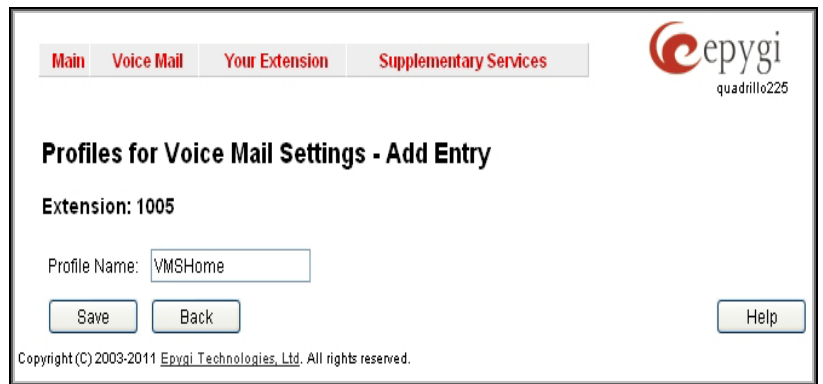 Main Voice Mail Your Extension Supplementary Services
epygi
quadrillo225
Profiles for Voice Mail Settings - Add Entry
Extension: 1005
Profile Name: VMSHome
Save Back Help
Copyright (C) 2003-2011 Epygi Technologies, Ltd. All rights reserved.